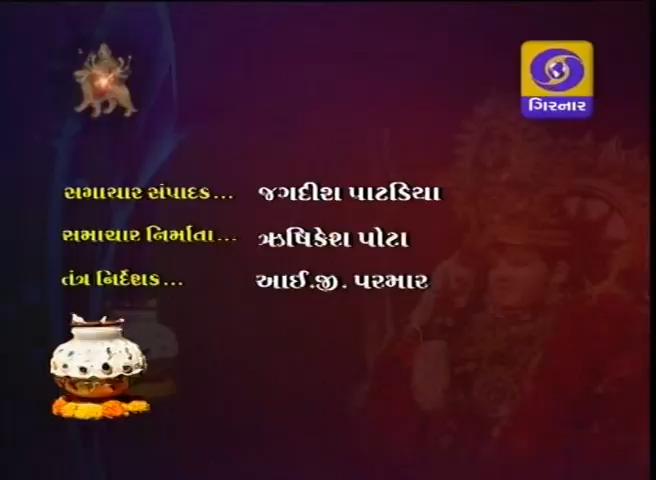 ગિરનાર
સમાચાર સંપાદક... જગદીશ પાટડિયા
સમાચાર નિર્માતા... ઋષિકેશ પોટા
તંત્ર નિર્દેશક... આઈ.જી. પરમાર